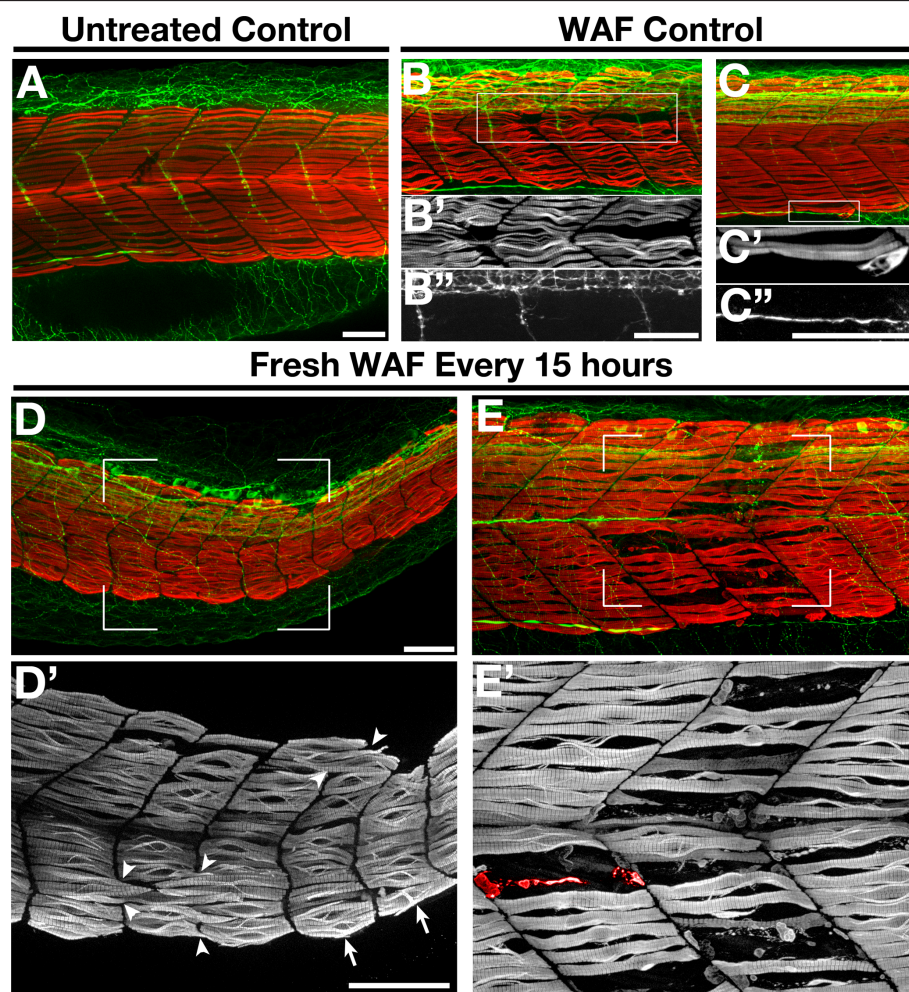 Untreated Control
WAF Control
A
B
C
B’
C’
B”
C”
Fresh WAF Every 15 hours
D
E
D’
E’